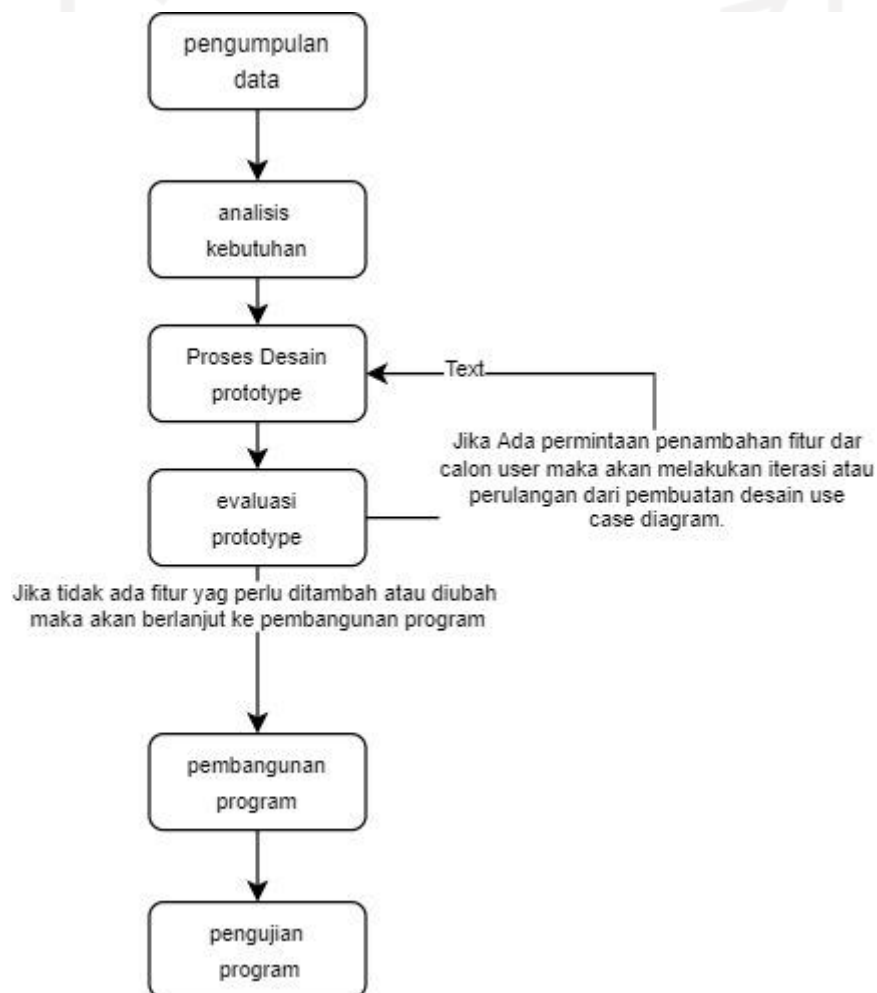 pengumpulan
data
analisis
kebutuhan
Proses Desain
prototype
Text
Jika Ada permintaan penambahan fitur dar
calon user maka akan melakukan iterasi atau
perulangan dari pembuatan desain use
case diagram.
evaluasi
prototype
Jika tidak ada fitur yag perlu ditambah atau diubah
maka akan berlanjut ke pembangunan program
pembangunan
program
pengujian
program